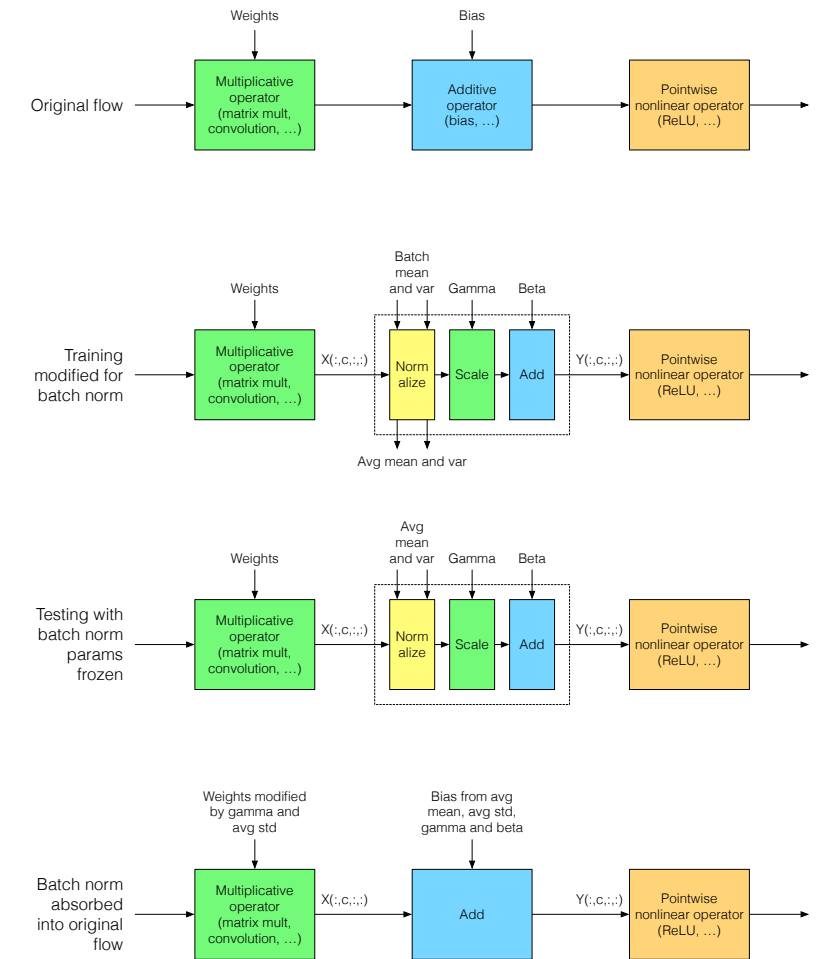 Weights
Bias
Original flow
Multiplicative
operator
(matrix mult,
convolution, …)
Additive
operator
(bias, …)
Pointwise
nonlinear operator
(ReLU, …)
Batch
mean
and var
Weights
Gamma
Beta
Training
modified for
batch norm
Multiplicative
operator
(matrix mult,
convolution, …)
X(:,c,:,:)
Norm
alize
Scale
Add
Y(:,c,:,:)
Pointwise
nonlinear operator
(ReLU, …)
Avg mean and var
Avg
mean
and var
Weights
Gamma
Beta
Testing with
batch norm
params
frozen
Multiplicative
operator
(matrix mult,
convolution, …)
X(:,c,:,:)
Norm
alize
Scale
Add
Y(:,c,:,:)
Pointwise
nonlinear operator
(ReLU, …)
Weights modified
by gamma and
avg std
Bias from avg
mean, avg std,
gamma and beta
Batch norm
absorbed
into original
flow
Multiplicative
operator
(matrix mult,
convolution, …)
X(:,c,:,:)
Add
Y(:,c,:,:)
Pointwise
nonlinear operator
(ReLU, …)